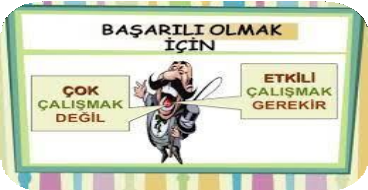 BAŞARILI OLMAK
İÇİN
ÇOK
ÇALIŞMAK
DEĞİL
ETKİLİ
ÇALIŞMAK
GEREKİR